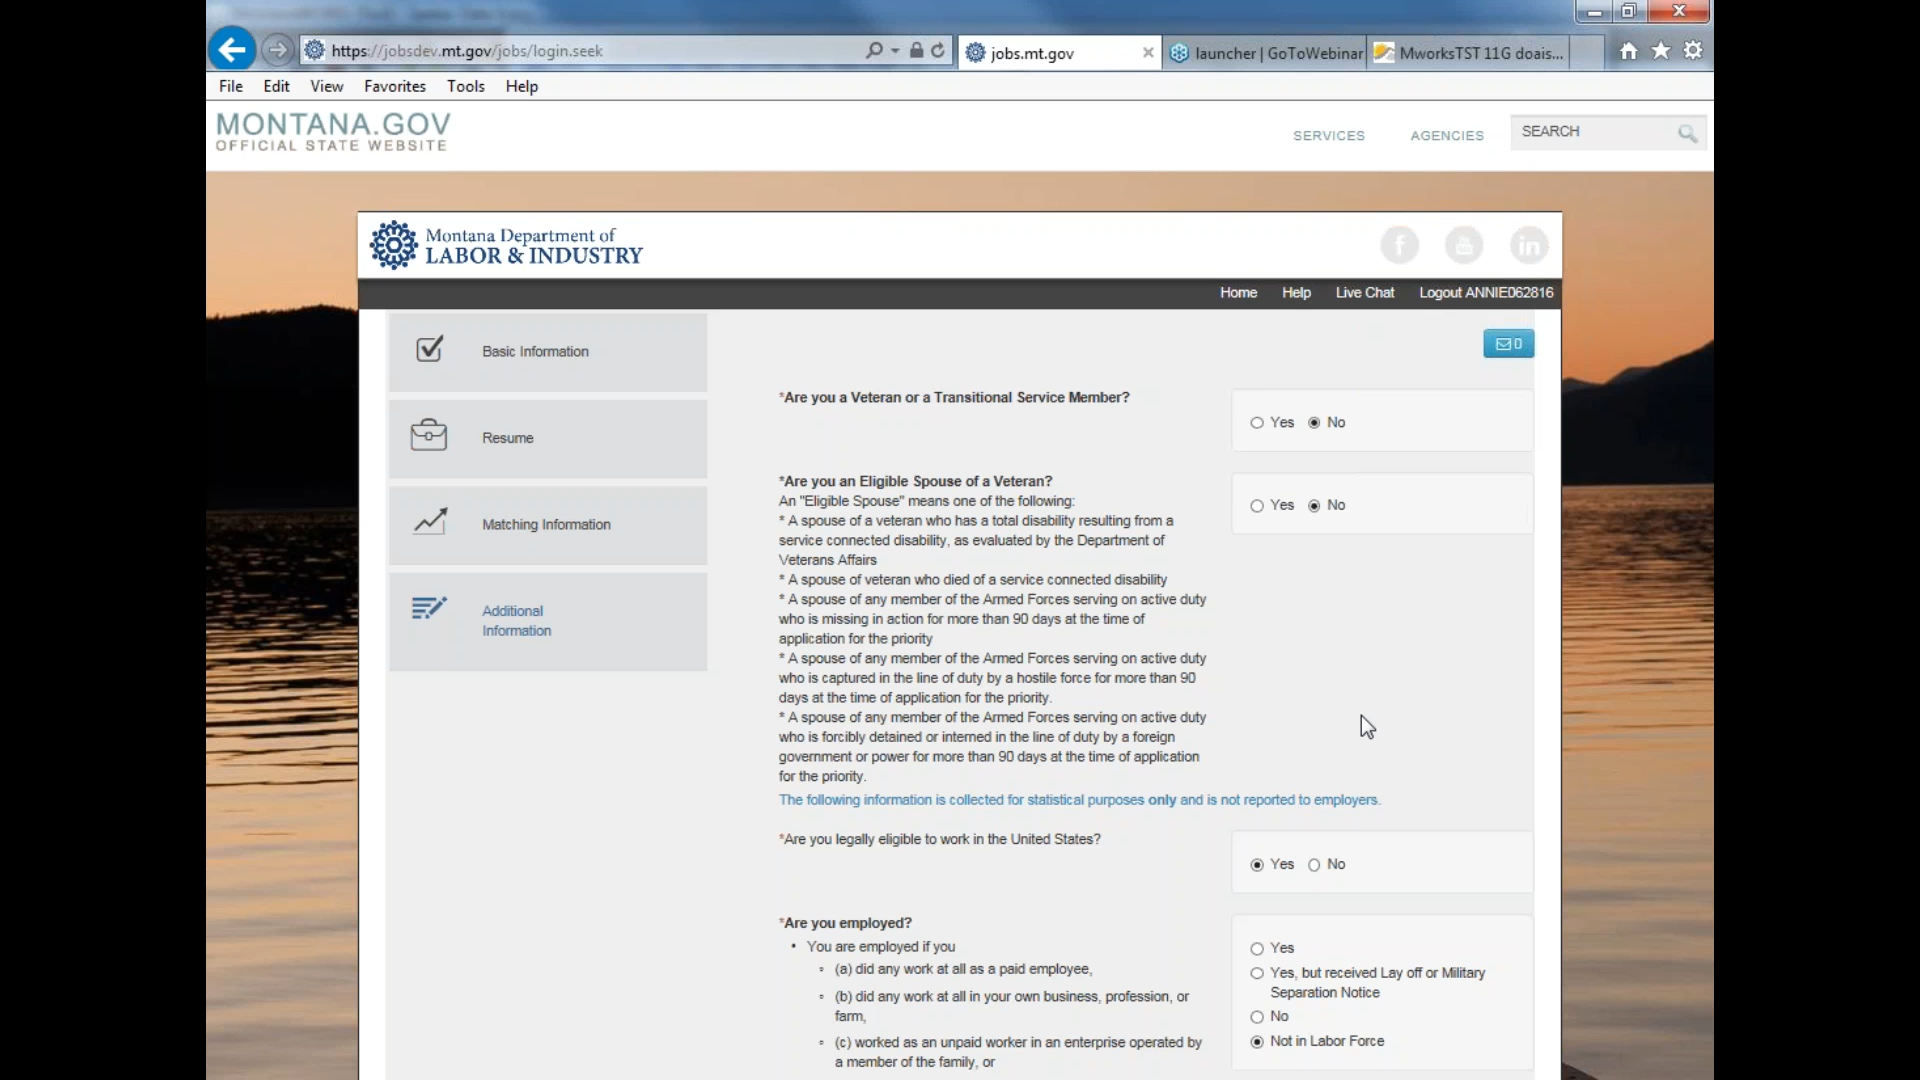 https://jobsdev.mt.gov/jobs/login.seek
jobs.mt.gov
launcher | GoToWebinar
MworksTST 11G doais...
File Edit View Favorites Tools Help
MONTANA.GOV
OFFICIAL STATE WEBSITE
SERVICES
AGENCIES
SEARCH
Montana Department of
LABOR & INDUSTRY
Home Help Live Chat Logout ANNIE062816
Basic Information
Resume
Matching Information
Additional
Information
0
*Are you a Veteran or a Transitional Service Member?
Yes No
*Are you an Eligible Spouse of a Veteran?
An "Eligible Spouse" means one of the following:
* A spouse of a veteran who has a total disability resulting from a
service connected disability, as evaluated by the Department of
Veterans Affairs
* A spouse of veteran who died of a service connected disability
* A spouse of any member of the Armed Forces serving on active duty
who is missing in action for more than 90 days at the time of
application for the priority
* A spouse of any member of the Armed Forces serving on active duty
who is captured in the line of duty by a hostile force for more than 90
days at the time of application for the priority.
* A spouse of any member of the Armed Forces serving on active duty
who is forcibly detained or interned in the line of duty by a foreign
government or power for more than 90 days at the time of application
for the priority.
Yes No
The following information is collected for statistical purposes only and is not reported to employers.
*Are you legally eligible to work in the United States?
Yes No
*Are you employed?
• You are employed if you
◦ (a) did any work at all as a paid employee,
◦ (b) did any work at all in your own business, profession, or
farm,
◦ (c) worked as an unpaid worker in an enterprise operated by
a member of the family, or
Yes
Yes, but received Lay off or Military
Separation Notice
No
Not in Labor Force